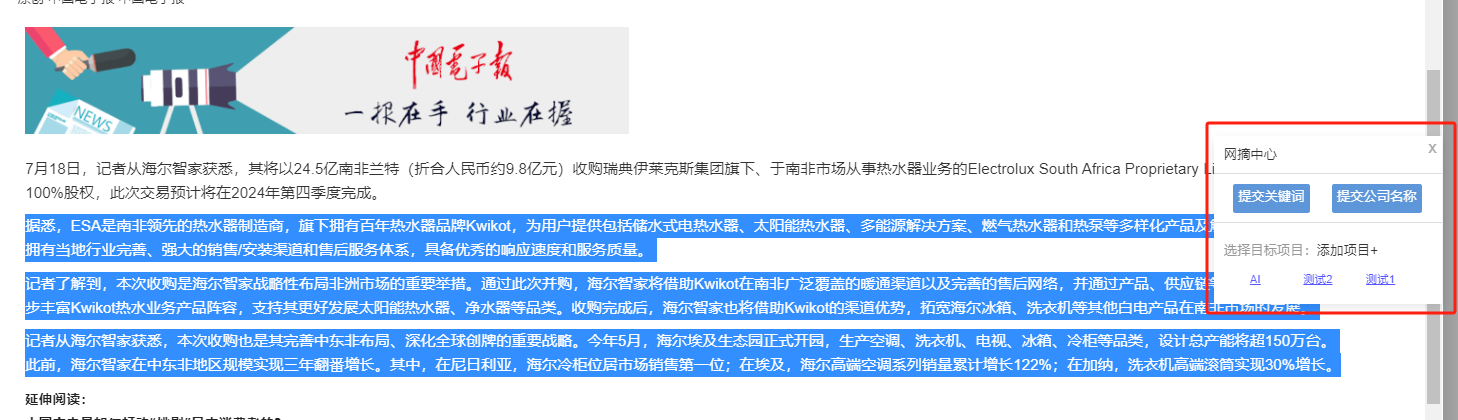 NEWS
中國電子報
一报在手 行业在握
7月18日，记者从海尔智家获悉，其将以24.5亿南非兰特（折合人民币约9.8亿元）收购瑞典伊莱克斯集团旗下、于南非市场从事热水器业务的Electrolux South Africa Proprietary Li
100%股权，此次交易预计将在2024年第四季度完成。
据悉，ESA是南非领先的热水器制造商，旗下拥有百年热水器品牌Kwikot，为用户提供包括储水式电热水器、太阳能热水器、多能源解决方案、燃气热水器和热泵等多样化产品及
拥有当地行业完善、强大的销售/安装渠道和售后服务体系，具备优秀的响应速度和服务质量。
记者了解到，本次收购是海尔智家战略性布局非洲市场的重要举措。通过此次并购，海尔智家将借助Kwikot在南非广泛覆盖的暖通渠道以及完善的售后网络，并通过产品、供应链
步丰富Kwikot热水业务产品阵容，支持其更好发展太阳能热水器、净水器等品类。收购完成后，海尔智家也将借助Kwikot的渠道优势，拓宽海尔冰箱、洗衣机等其他白电产品在南非市场的发展。
记者从海尔智家获悉，本次收购也是其完善中东非布局、深化全球创牌的重要战略。今年5月，海尔埃及生态园正式开园，生产空调、洗衣机、电视、冰箱、冷柜等品类，设计总产能将超150万台。
此前，海尔智家在中东非地区规模实现三年翻番增长。其中，在尼日利亚，海尔冷柜位居市场销售第一位；在埃及，海尔高端空调系列销量累计增长122%；在加纳，洗衣机高端滚筒实现30%增长。
延伸阅读：
网摘中心 x
提交关键词 提交公司名称
选择目标项目：添加项目+
AI 测试2 测试1